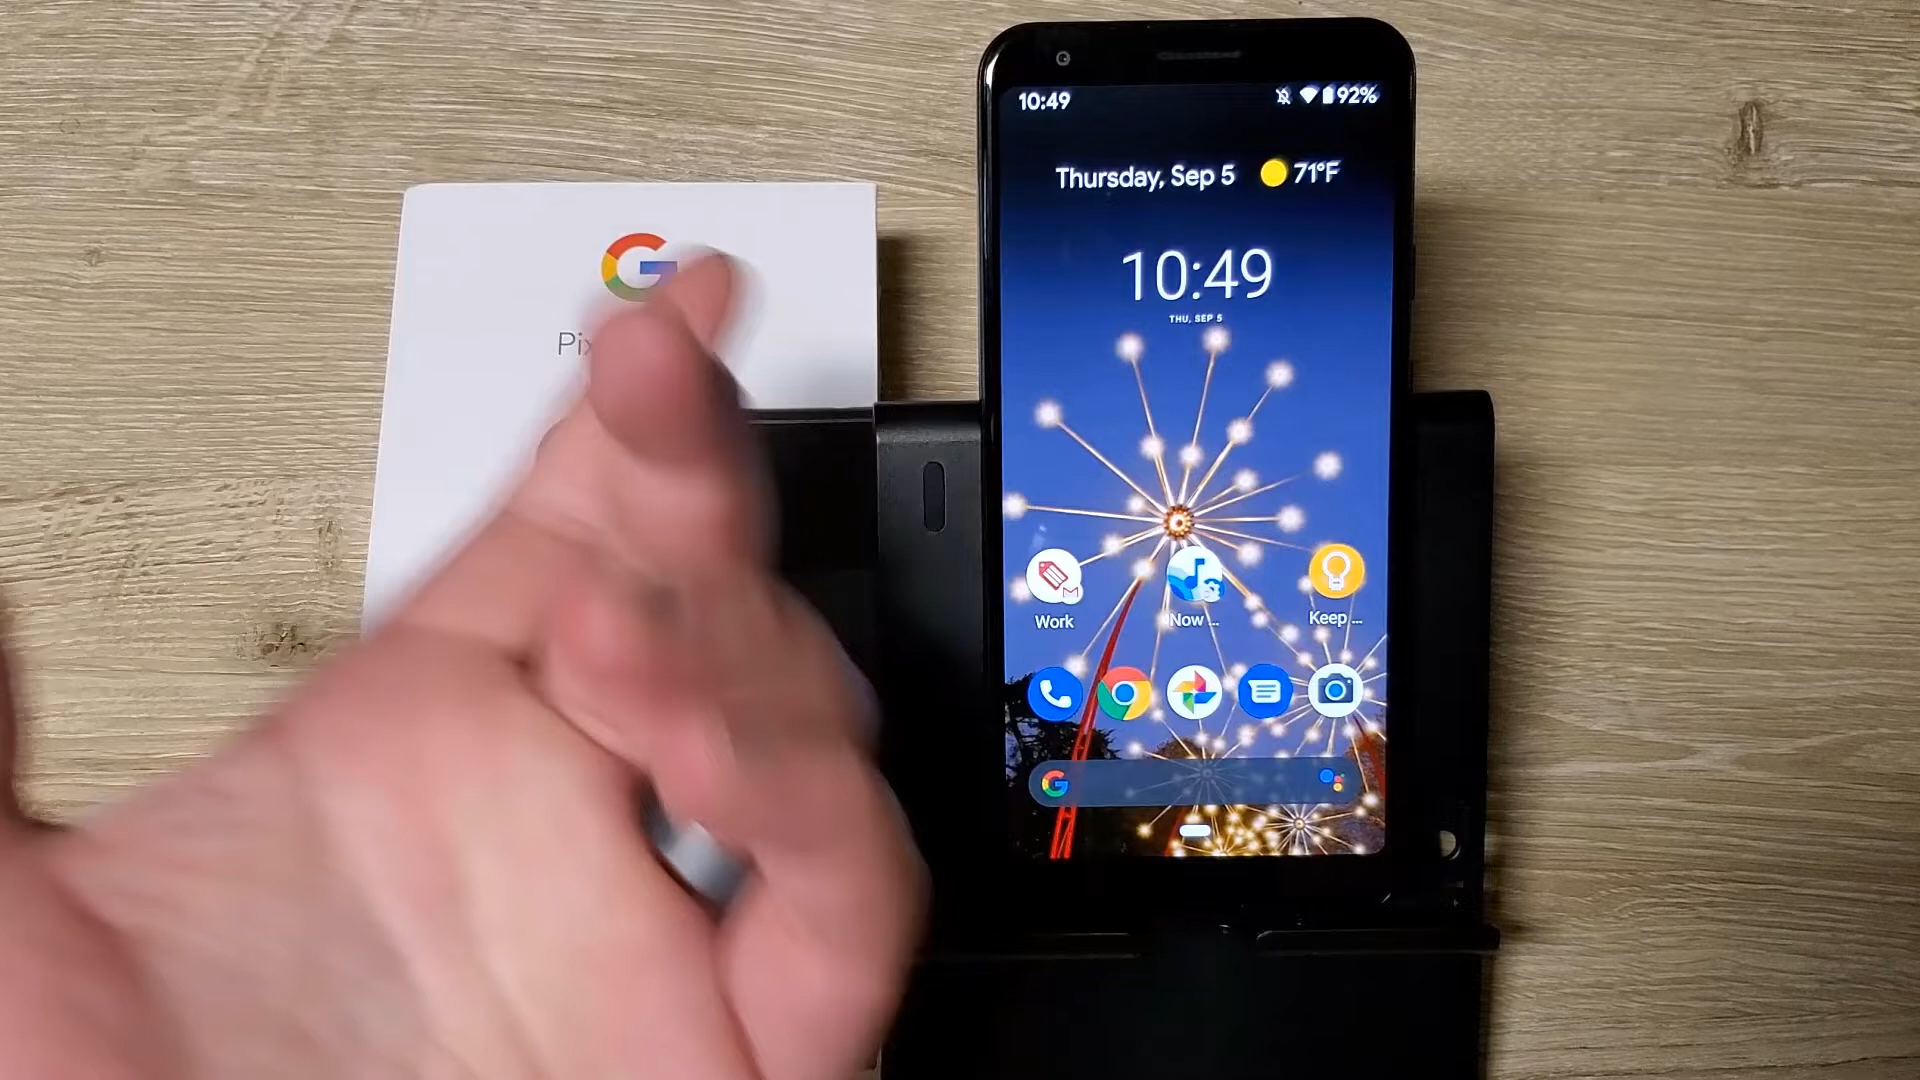 Pix
10:49
92%
Thursday, Sep 5
71°F
10:49
THU, SEP 5
Work
Now ...
Keep ...